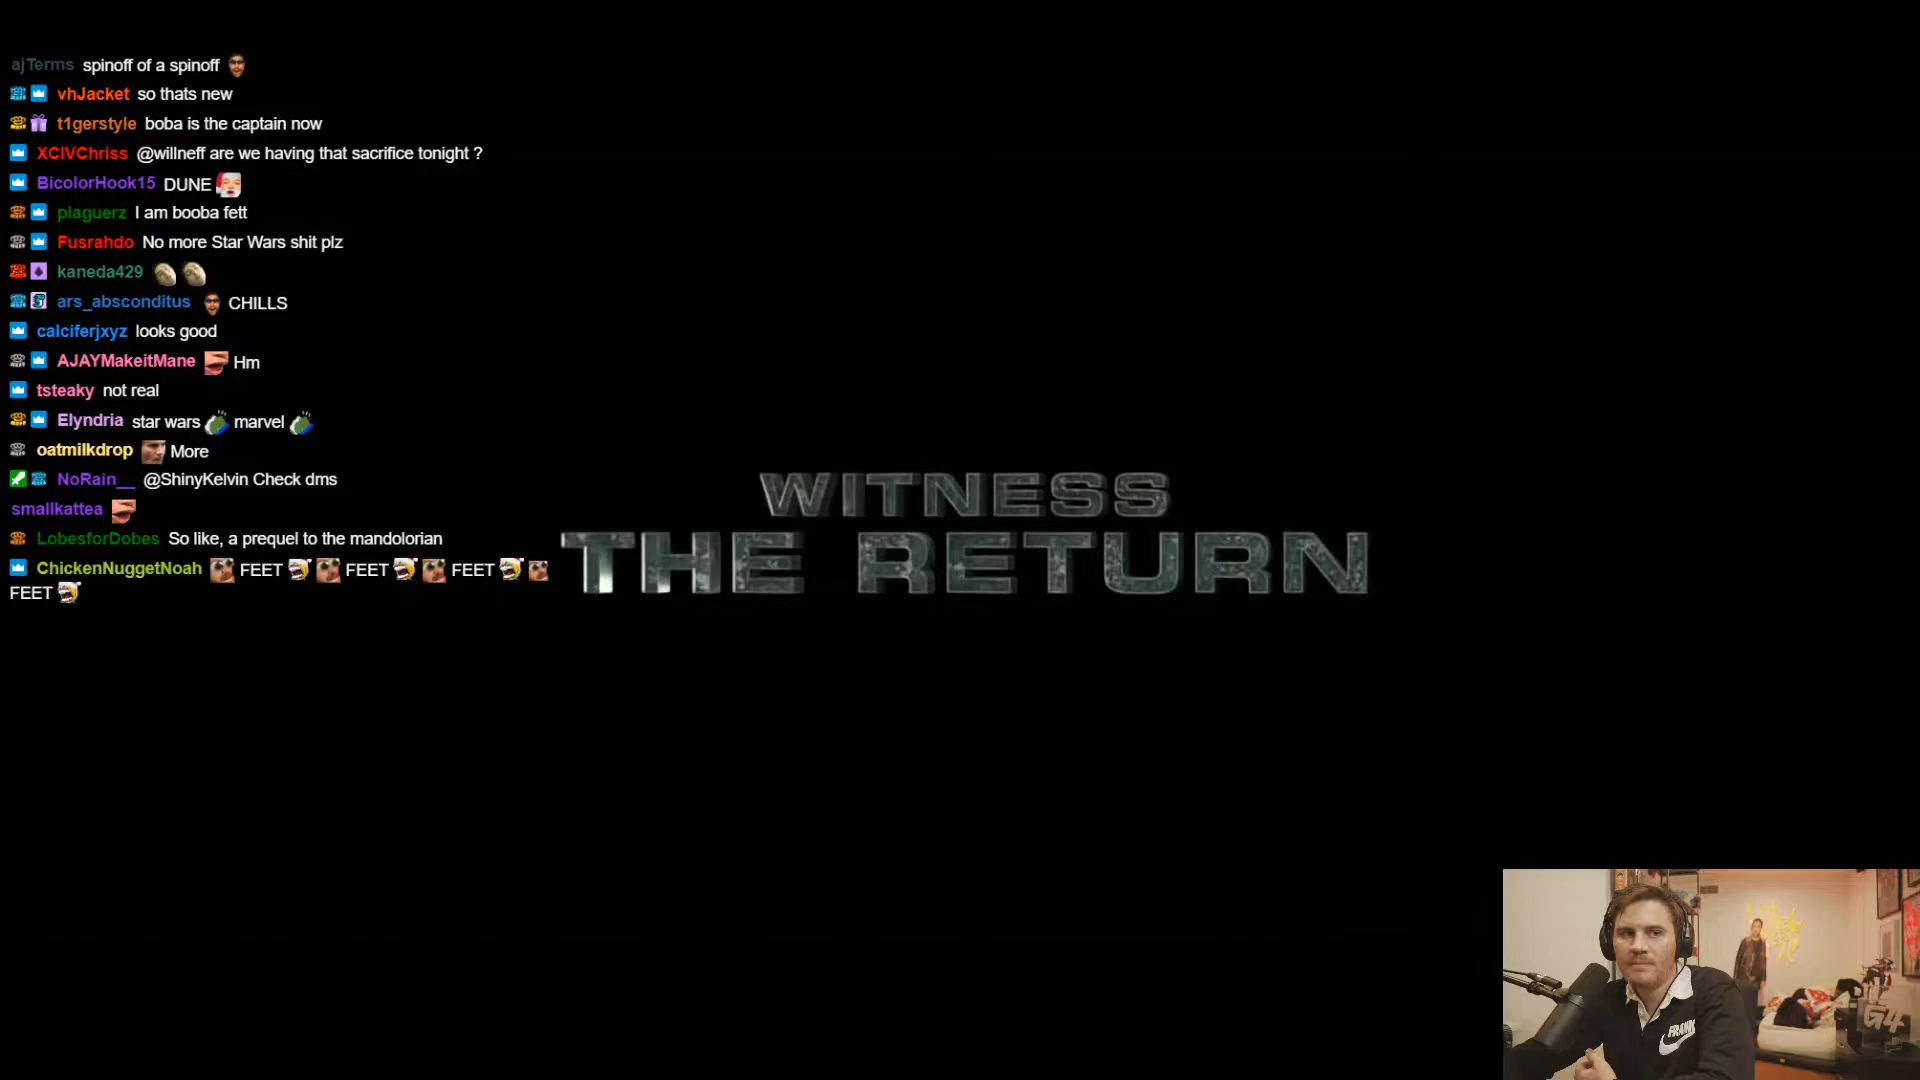 ajTerms spinoff of a spinoff
vhJacket so thats new
t1gerstyle boba is the captain now
XCIVChriss @willneff are we having that sacrifice tonight ?
BicolorHook15 DUNE
plaguerz I am booba fett
Fusrahdo No more Star Wars shit plz
kaneda429
ars_absconditus CHILLS
calciferjxyz looks good
AJAYMakeitMane Hm
tsteaky not real
Elyndria star wars marvel
oatmilkdrop More
NoRain__ @ShinyKelvin Check dms
smallkattea
LobesforDobes So like, a prequel to the mandolorian
ChickenNuggetNoah FEET FEET FEET
FEET
WITNESS
THE RETURN
FRANK
G4